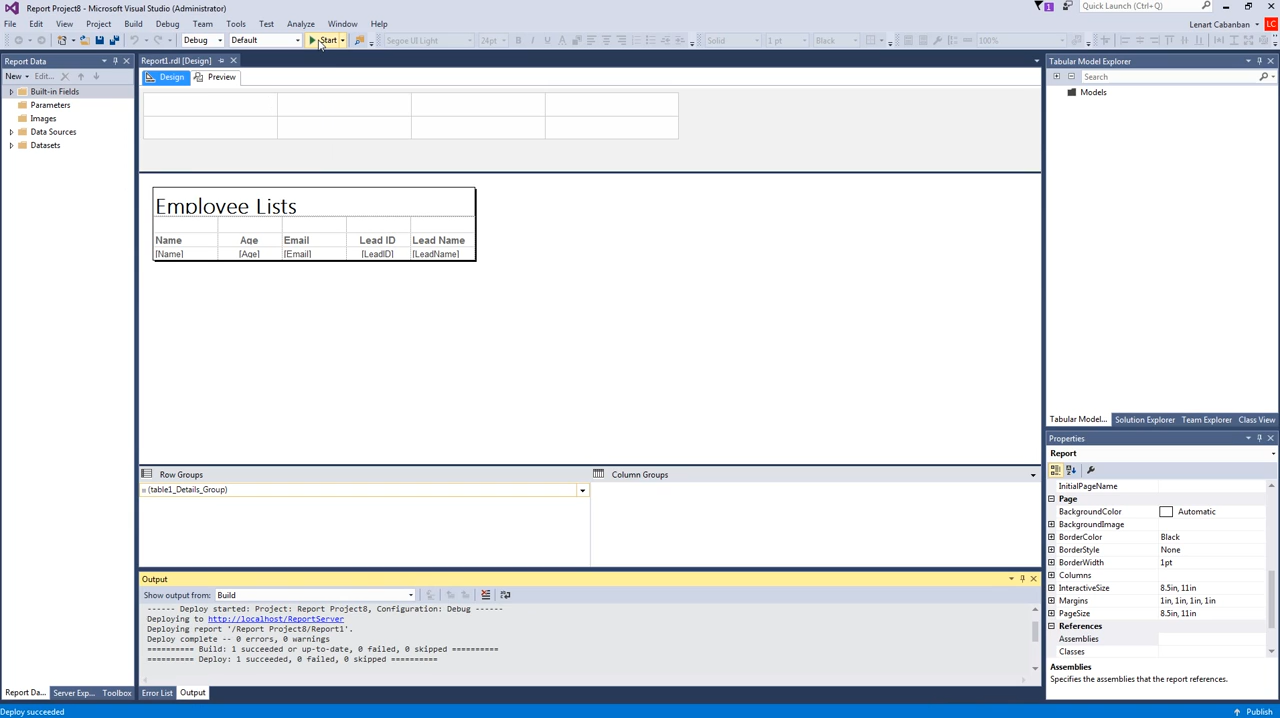 Report Project8 - Microsoft Visual Studio (Administrator)
1
Quick Launch (Ctrl+Q)
File Edit View Project Build Debug Team Tools Test Analyze Window Help
Lenart Cabanban LC
Debug Default Start Segoe UI Light 24pt B I U Solid 1 pt Black 100%
Report Data
New Edit...
Built-in Fields
Parameters
Images
Data Sources
Datasets
Report Da... Server Exp... Toolbox
Report1.rdl [Design]
Design Preview
Employee Lists
Name Age Email Lead ID Lead Name
[Name] [Age] [Email] [LeadID] [LeadName]
Row Groups Column Groups
(table1_Details_Group)
Output
Show output from: Build
------ Deploy started: Project: Report Project8, Configuration: Debug ------
Deploying to http://localhost/ReportServer
Deploying report '/Report Project8/Report1'.
Deploy complete -- 0 errors, 0 warnings
========== Build: 1 succeeded or up-to-date, 0 failed, 0 skipped ==========
========== Deploy: 1 succeeded, 0 failed, 0 skipped ==========
Error List Output
Tabular Model Explorer
Search
Models
Tabular Model... Solution Explorer Team Explorer Class View
Properties
Report
InitialPageName
Page
BackgroundColor Automatic
BackgroundImage
BorderColor Black
BorderStyle None
BorderWidth 1pt
Columns
InteractiveSize 8.5in, 11in
Margins 1in, 1in, 1in, 1in
PageSize 8.5in, 11in
References
Assemblies
Classes
Assemblies
Specifies the assemblies that the report references.
Deploy succeeded
Publish